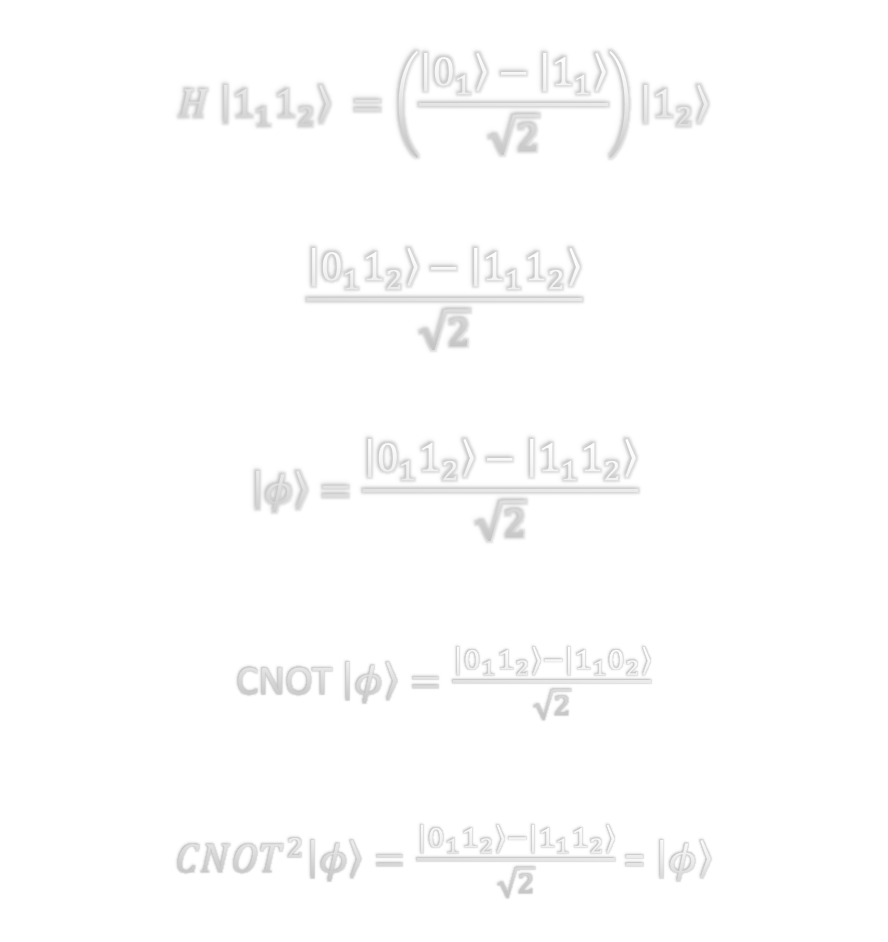 H |1₁1₂⟩ = ((|0₁⟩ − |1₁⟩)/√2) |1₂⟩
(|0₁1₂⟩ − |1₁1₂⟩)/√2
|ϕ⟩ = (|0₁1₂⟩ − |1₁1₂⟩)/√2
CNOT |ϕ⟩ = (|0₁1₂⟩−|1₁0₂⟩)/√2
CNOT²|ϕ⟩ = (|0₁1₂⟩−|1₁1₂⟩)/√2 = |ϕ⟩